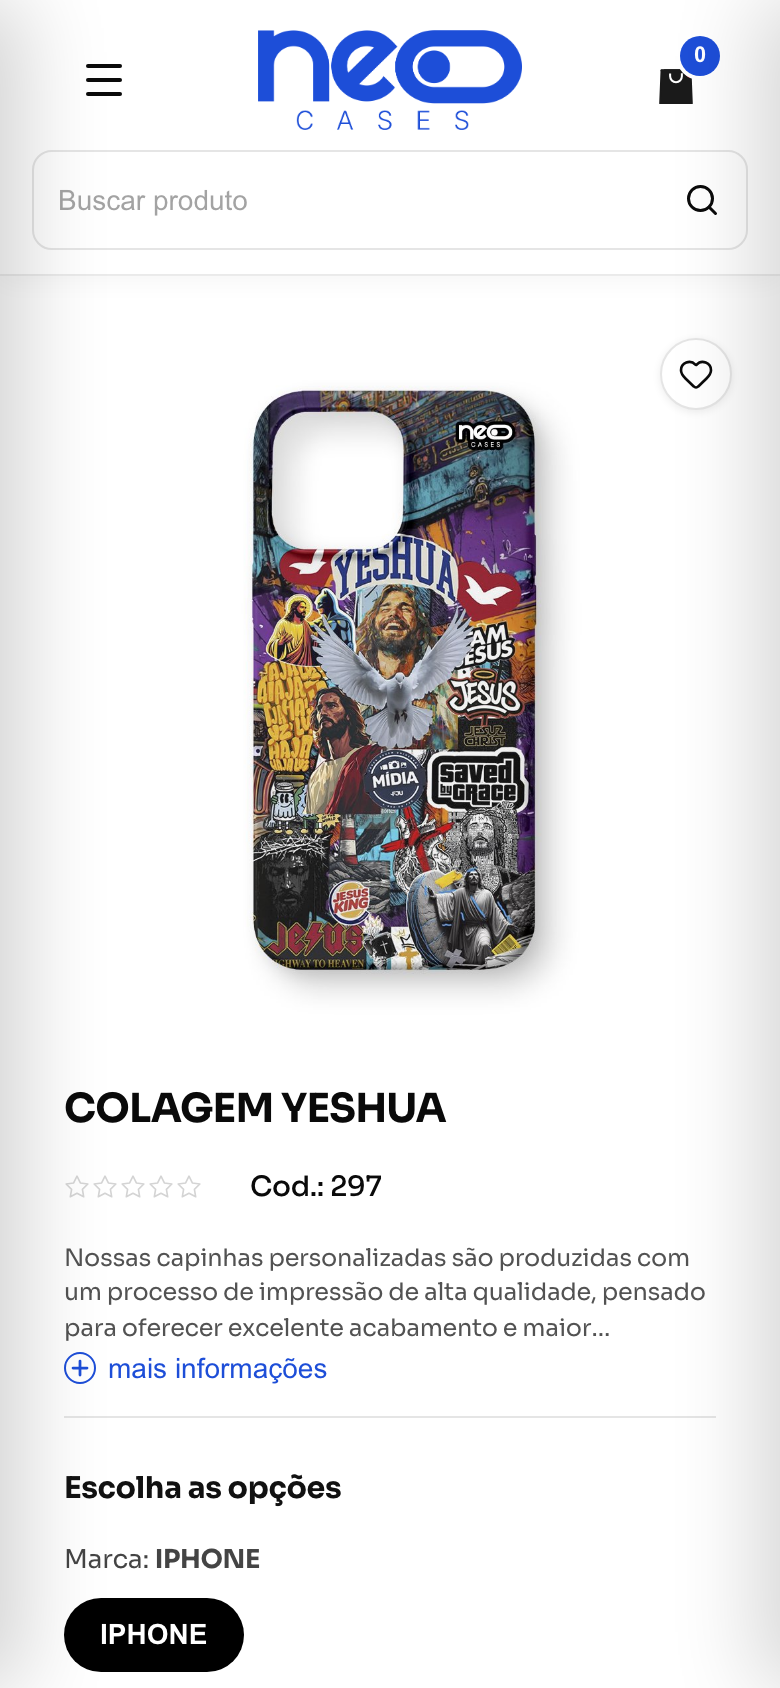 neo
CASES
0
Buscar produto
neo
CASES
YESHUA
JESUS
JESUS
CHRIST
MÍDIA
saved
by GRACE
JESUS
KING
JESUS
HIGHWAY TO HEAVEN
COLAGEM YESHUA
Cod.: 297
Nossas capinhas personalizadas são produzidas com
um processo de impressão de alta qualidade, pensado
para oferecer excelente acabamento e maior...
mais informações
Escolha as opções
Marca: IPHONE
IPHONE